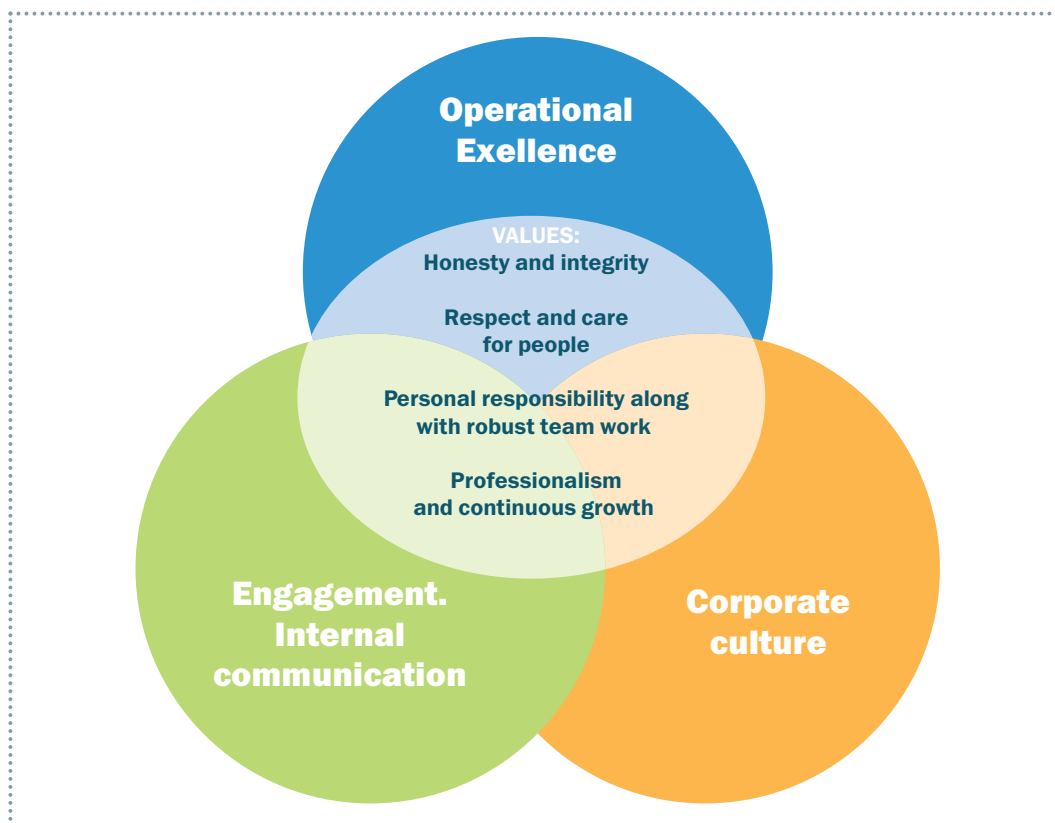 Operational
Exellence
VALUES:
Honesty and integrity
Respect and care
for people
Personal responsibility along
with robust team work
Professionalism
and continuous growth
Engagement.
Internal
communication
Corporate
culture